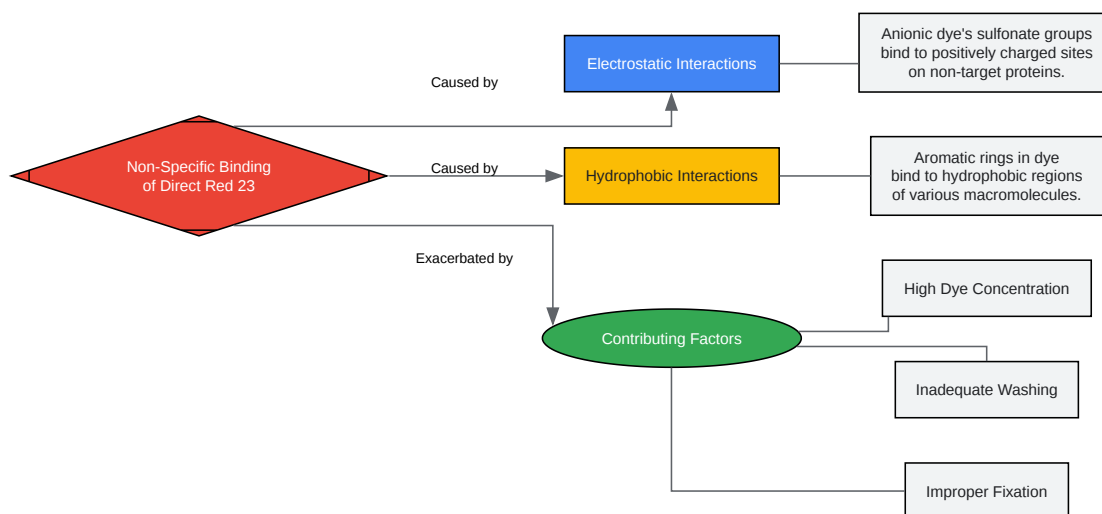 Anionic dye's sulfonate groups
bind to positively charged sites
on non-target proteins.
Electrostatic Interactions
Caused by
Non-Specific Binding
of Direct Red 23
Caused by
Hydrophobic Interactions
Aromatic rings in dye
bind to hydrophobic regions
of various macromolecules.
Exacerbated by
High Dye Concentration
Contributing Factors
Inadequate Washing
Improper Fixation